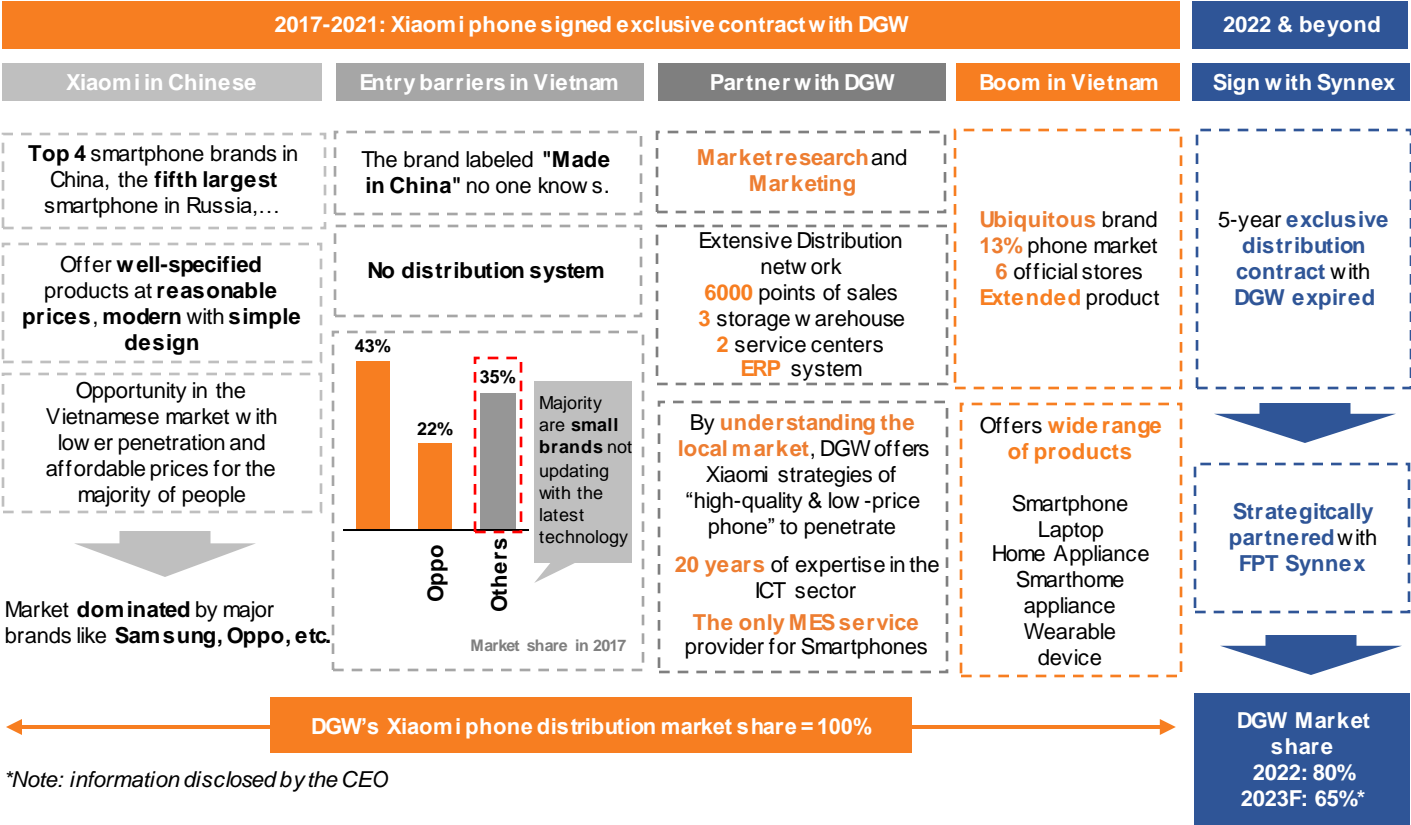 2017-2021: Xiaomi phone signed exclusive contract with DGW
2022 & beyond
Xiaomi in Chinese
Entry barriers in Vietnam
Partner with DGW
Boom in Vietnam
Sign with Synnex
Top 4 smartphone brands in
China, the fifth largest
smartphone in Russia,…
Offer well-specified
products at reasonable
prices, modern with simple
design
Opportunity in the
Vietnamese market with
lower penetration and
affordable prices for the
majority of people
Market dominated by major
brands like Samsung, Oppo, etc.
The brand labeled "Made
in China" no one knows.
No distribution system
43%
22%
35%
Oppo
Others
Majority
are small
brands not
updating
with the
latest
technology
Market share in 2017
Market research and
Marketing
Extensive Distribution
network
6000 points of sales
3 storage warehouse
2 service centers
ERP system
By understanding the
local market, DGW offers
Xiaomi strategies of
“high-quality & low-price
phone” to penetrate
20 years of expertise in the
ICT sector
The only MES service
provider for Smartphones
Ubiquitous brand
13% phone market
6 official stores
Extended product
Offers wide range
of products
Smartphone
Laptop
Home Appliance
Smarthome
appliance
Wearable
device
5-year exclusive
distribution
contract with
DGW expired
Strategitcally
partnered with
FPT Synnex
DGW's Xiaomi phone distribution market share = 100%
DGW Market
share
2022: 80%
2023F: 65%*
*Note: information disclosed by the CEO